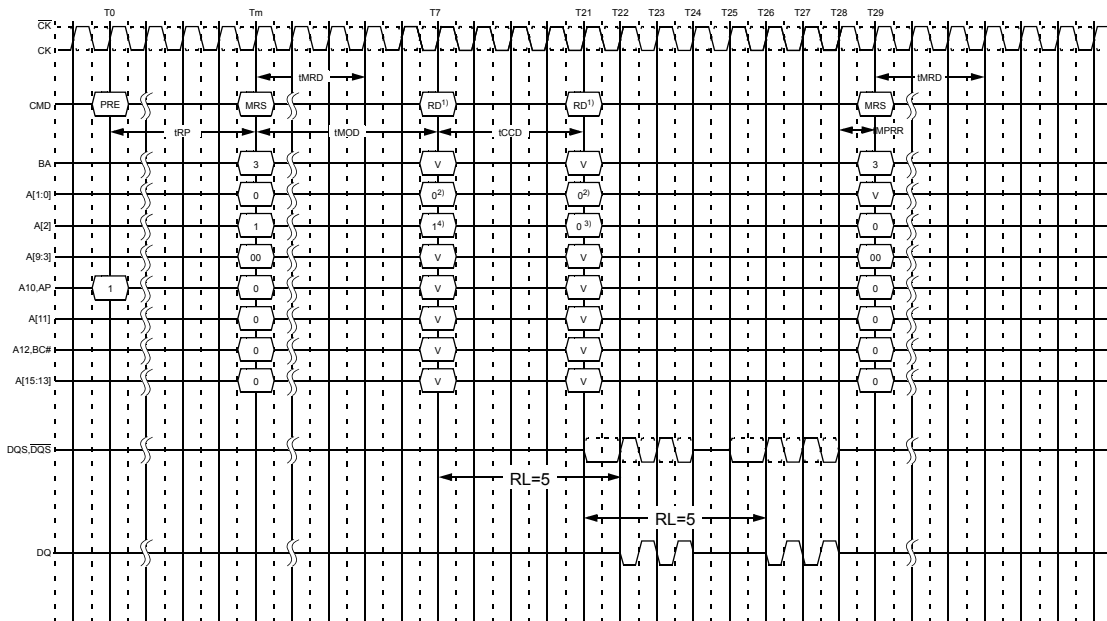 T0 Tm T7 T21 T22 T23 T24 T25 T26 T27 T28 T29
CK
CK
tMRD tMRD
CMD PRE MRS RD1) RD1) MRS
tRP tMOD tCCD tMPRR
BA 3 V V 3
A[1:0] 0 02) 02) V
A[2] 1 14) 0 3) 0
A[9:3] 00 V V 00
A10,AP 1 0 V V 0
A[11] 0 V V 0
A12,BC# 0 V V 0
A[15:13] 0 V V 0
DQS,DQS
RL=5
RL=5
DQ